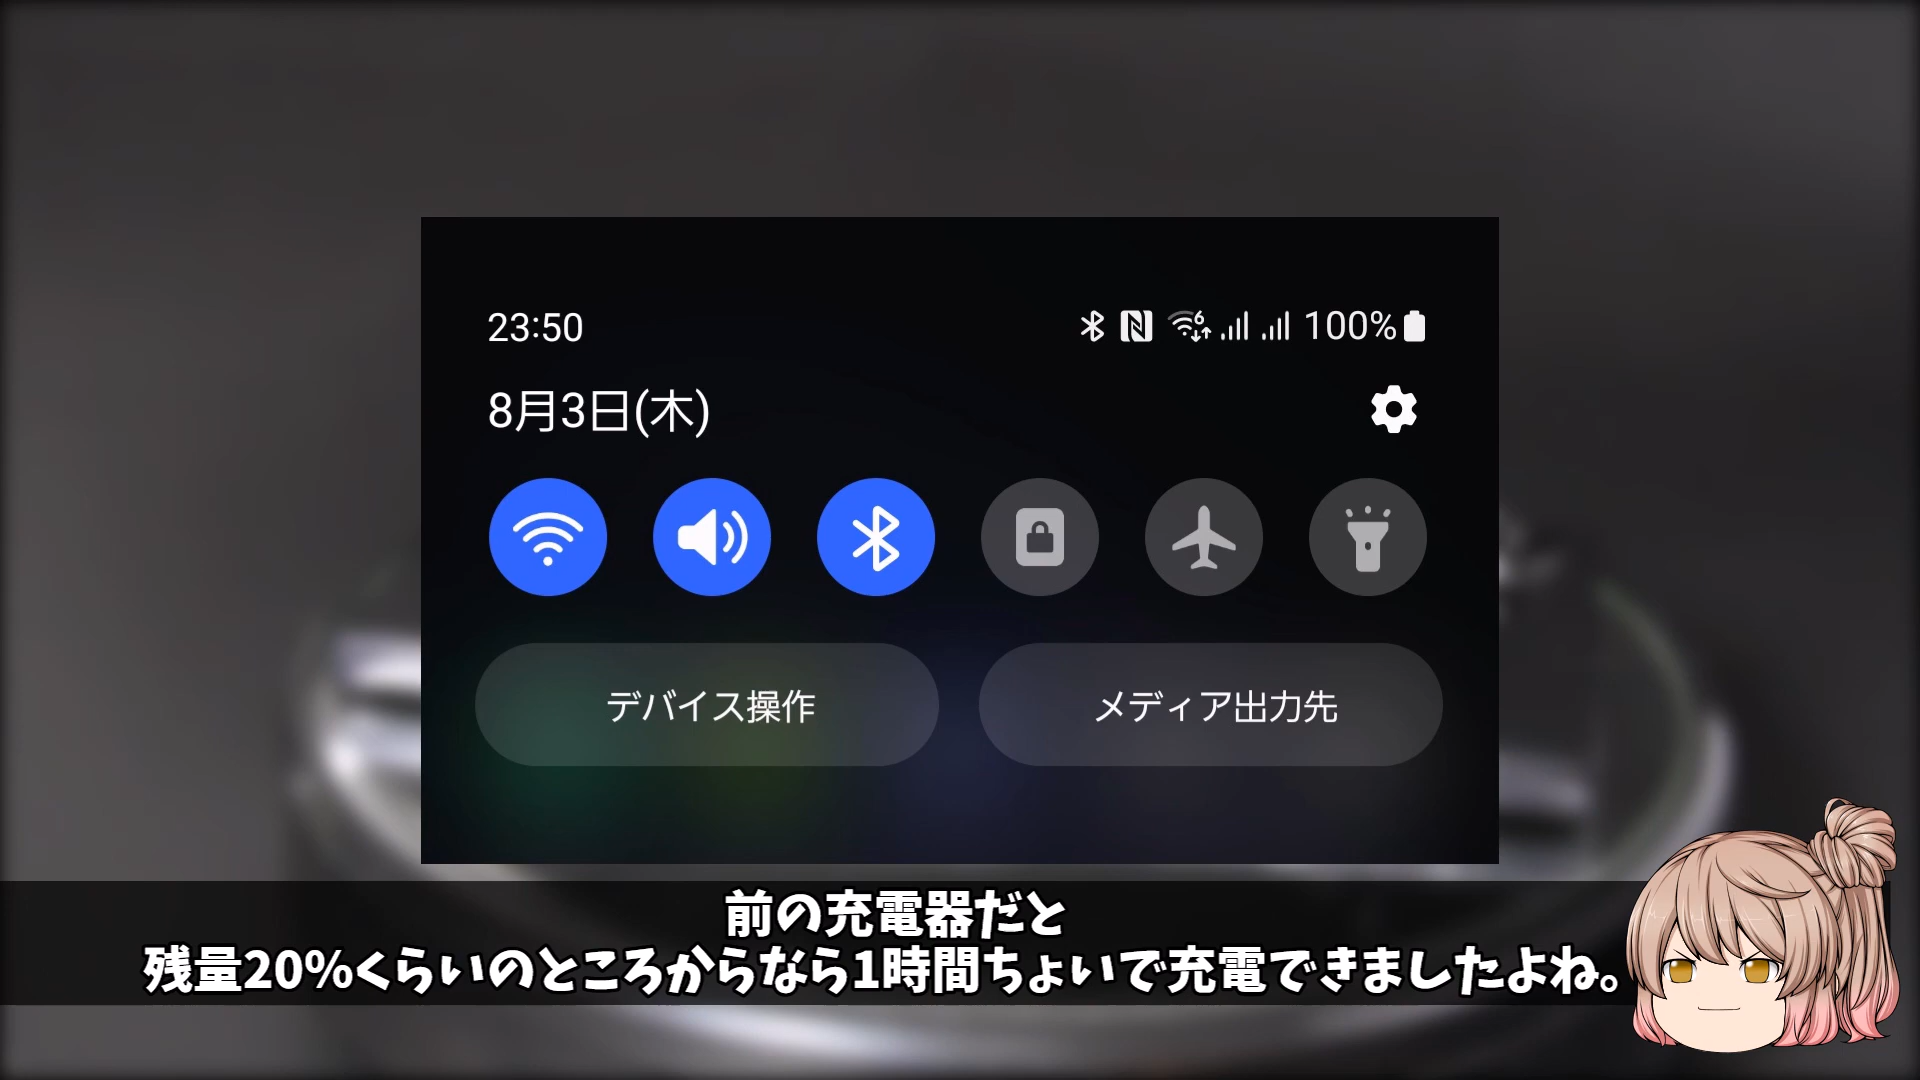 23:50
6 100%
8月3日(木)
デバイス操作
メディア出力先
前の充電器だと
残量20%くらいのところからなら1時間ちょいで充電できましたよね。